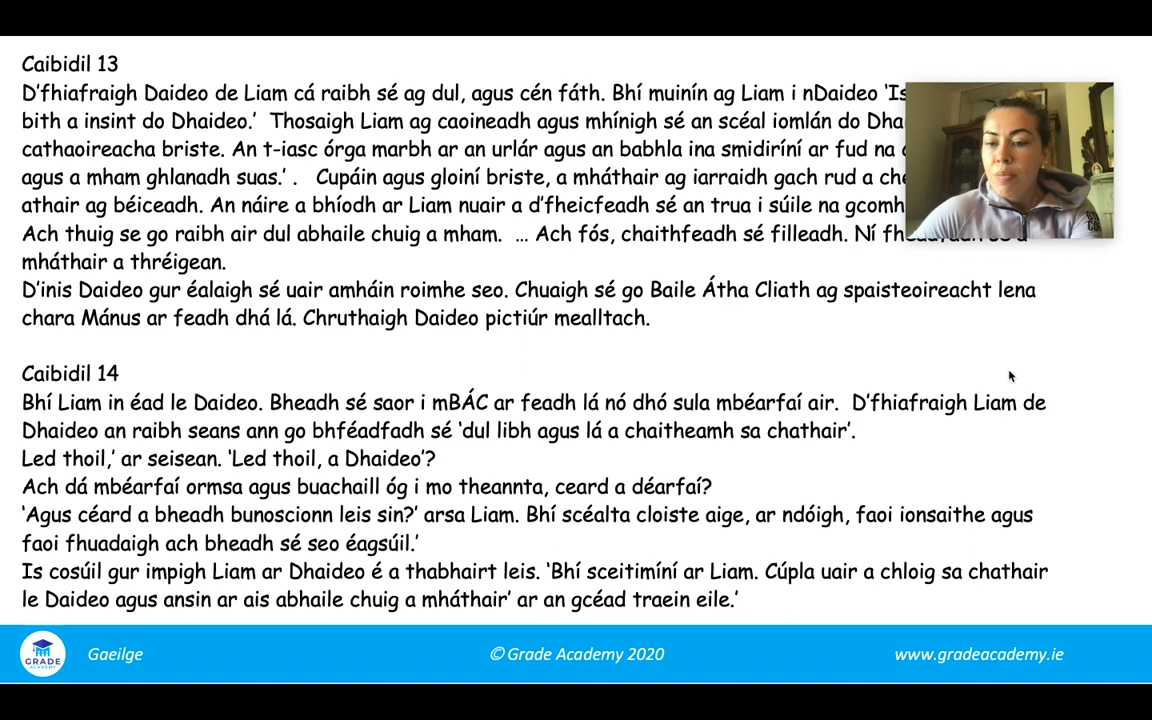 Caibidil 13
D'fhiafraigh Daideo de Liam cá raibh sé ag dul, agus cén fáth. Bhí muinín ag Liam i nDaideo 'Is
bith a insint do Dhaideo.' Thosaigh Liam ag caoineadh agus mhínigh sé an scéal iomlán do Dha
cathaoireacha briste. An t-iasc órga marbh ar an urlár agus an babhla ina smidiríní ar fud na
agus a mham ghlanadh suas.' . Cupáin agus gloiní briste, a mháthair ag iarraidh gach rud a che
athair ag béiceadh. An náire a bhíodh ar Liam nuair a d'fheicfeadh sé an trua i súile na gcomh
Ach thuig se go raibh air dul abhaile chuig a mham. ... Ach fós, chaithfeadh sé filleadh. Ní
mháthair a thréigean.
D'inis Daideo gur éalaigh sé uair amháin roimhe seo. Chuaigh sé go Baile Átha Cliath ag spaisteoireacht lena
chara Mánus ar feadh dhá lá. Chruthaigh Daideo pictiúr mealltach.
Caibidil 14
Bhí Liam in éad le Daideo. Bheadh sé saor i mBÁC ar feadh lá nó dhó sula mbéarfaí air. D'fhiafraigh Liam de
Dhaideo an raibh seans ann go bhféadfadh sé 'dul libh agus lá a chaitheamh sa chathair'.
Led thoil,' ar seisean. 'Led thoil, a Dhaideo'?
Ach dá mbéarfaí ormsa agus buachaill óg i mo theannta, ceard a déarfaí?
'Agus céard a bheadh bunoscionn leis sin?' arsa Liam. Bhí scéalta cloiste aige, ar ndóigh, faoi ionsaithe agus
faoi fhuadaigh ach bheadh sé seo éagsúil.'
Is cosúil gur impigh Liam ar Dhaideo é a thabhairt leis. 'Bhí sceitimíní ar Liam. Cúpla uair a chloig sa chathair
le Daideo agus ansin ar ais abhaile chuig a mháthair' ar an gcéad traein eile.'
GRADE
ACADEMY
Gaeilge
© Grade Academy 2020
www.gradeacademy.ie